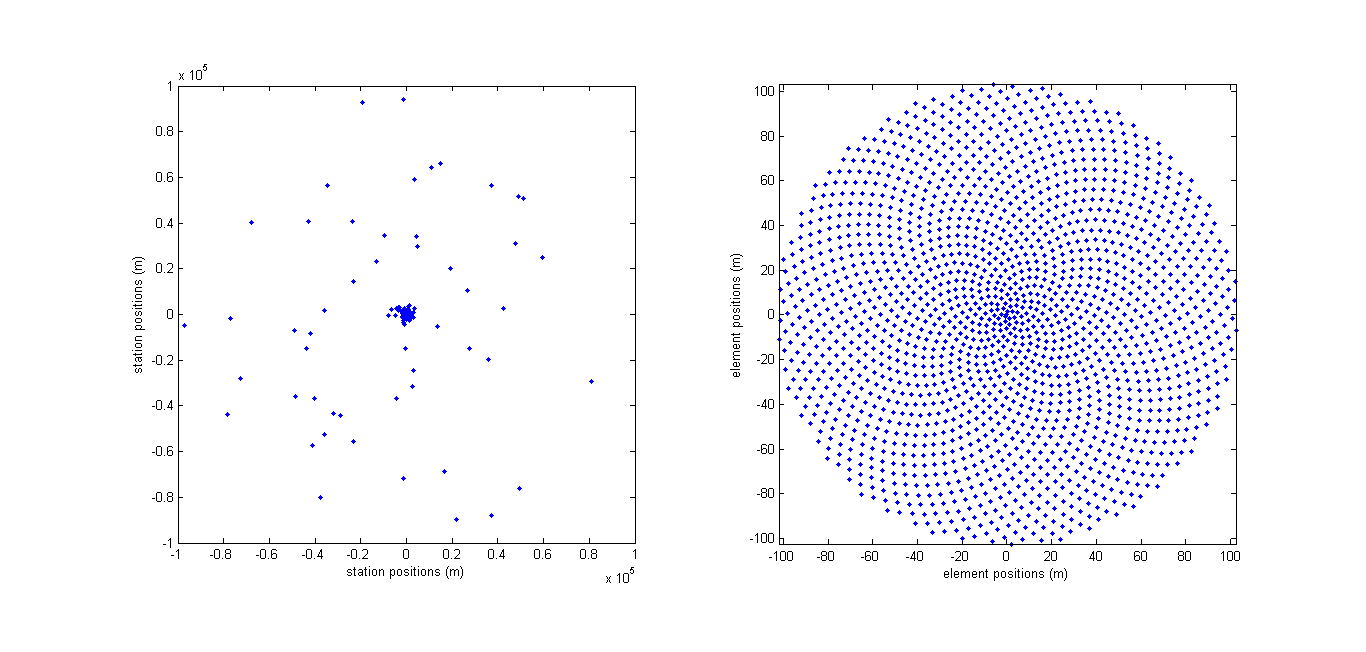 x 10^5
1
0.8
0.6
0.4
0.2
0
-0.2
-0.4
-0.6
-0.8
-1
station positions (m)
-1 -0.8 -0.6 -0.4 -0.2 0 0.2 0.4 0.6 0.8 1
station positions (m)
x 10^5
100
80
60
40
20
0
-20
-40
-60
-80
-100
element positions (m)
-100 -80 -60 -40 -20 0 20 40 60 80 100
element positions (m)